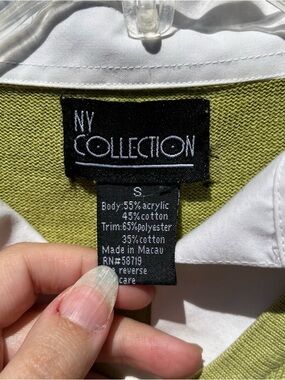 NY
COLLECTION
S
Body:55%acrylic
45%cotton
Trim:65%polyester
35%cotton
Made in Macau
RN#58719
reverse
care